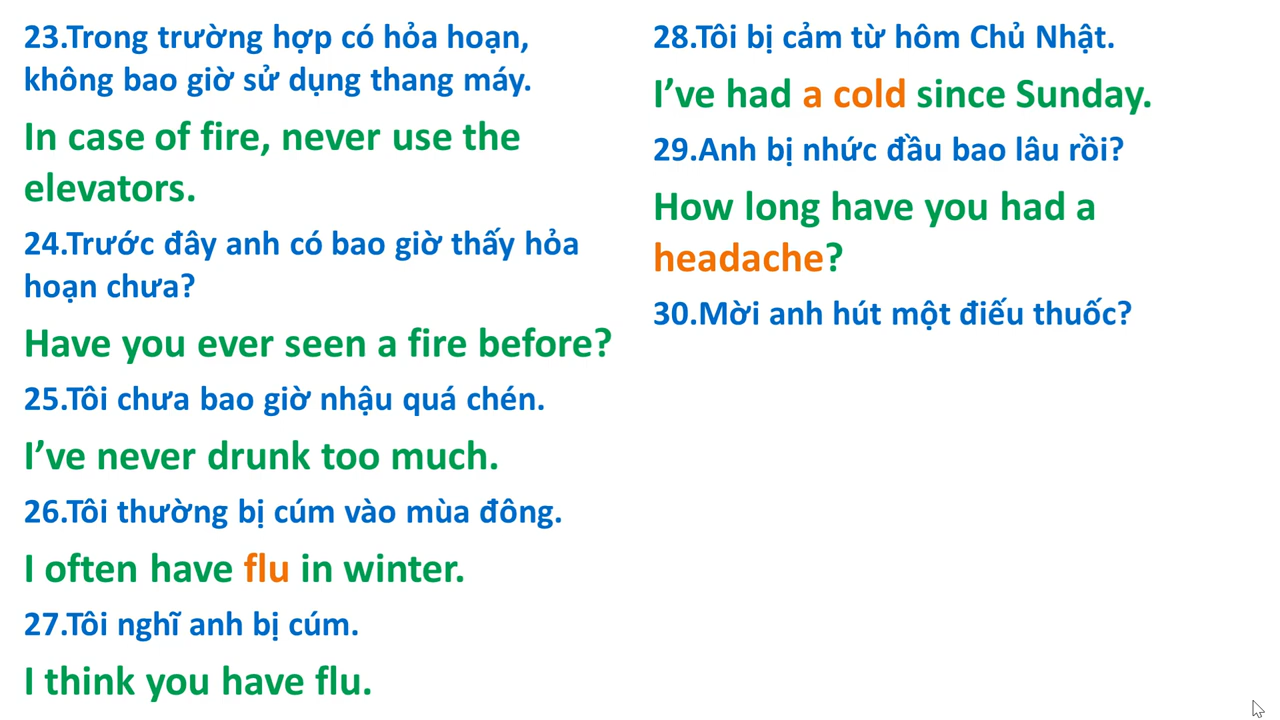 23.Trong trường hợp có hỏa hoạn,
không bao giờ sử dụng thang máy.
In case of fire, never use the
elevators.
24.Trước đây anh có bao giờ thấy hỏa
hoạn chưa?
Have you ever seen a fire before?
25.Tôi chưa bao giờ nhậu quá chén.
I’ve never drunk too much.
26.Tôi thường bị cúm vào mùa đông.
I often have flu in winter.
27.Tôi nghĩ anh bị cúm.
I think you have flu.
28.Tôi bị cảm từ hôm Chủ Nhật.
I’ve had a cold since Sunday.
29.Anh bị nhức đầu bao lâu rồi?
How long have you had a
headache?
30.Mời anh hút một điếu thuốc?